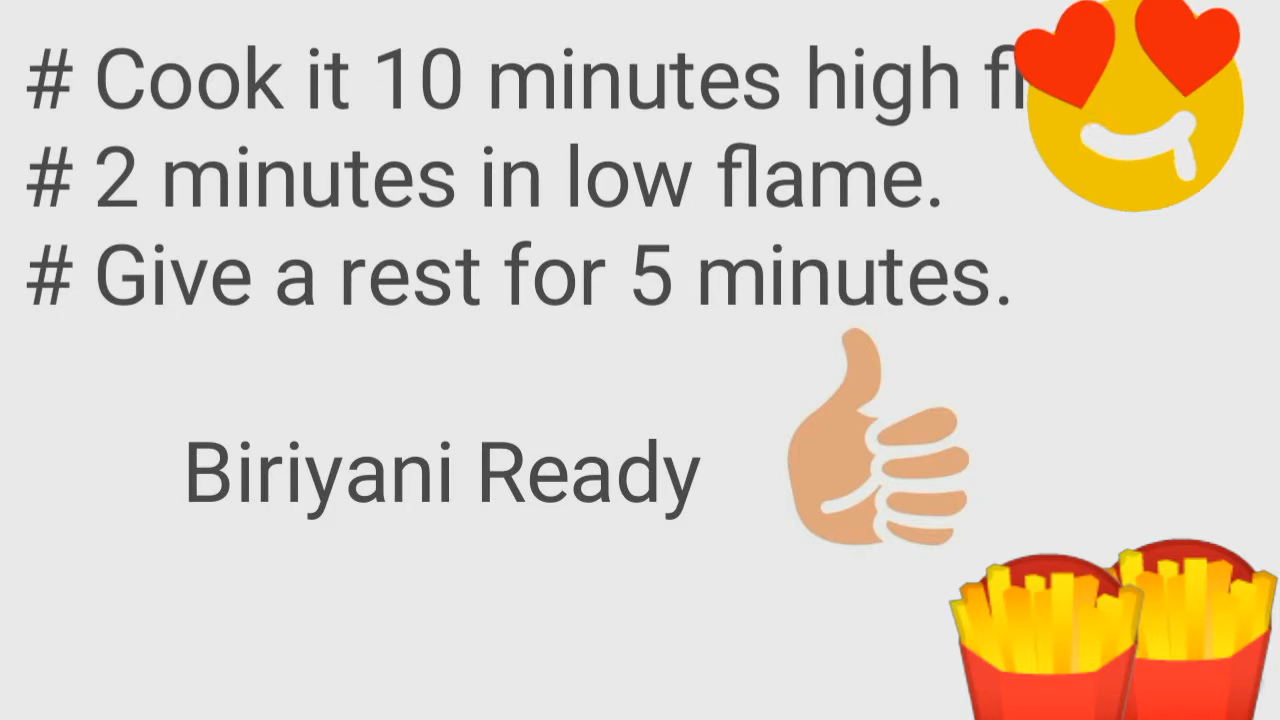 # Cook it 10 minutes high
# 2 minutes in low flame.
# Give a rest for 5 minutes.
Biriyani Ready